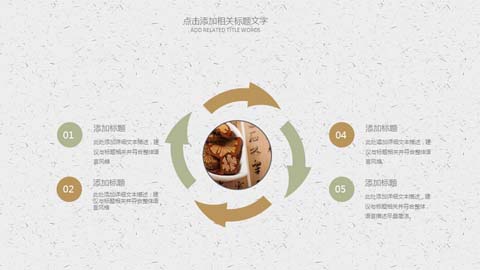 点击添加相关标题文字
ADD RELATED TITLE WORDS
01
添加标题
此处添加详细文本描述，建
议与标题相关并符合整体语
言风格
02
添加标题
此处添加详细文本描述，建
议与标题相关并符合整体语
言风格
04
添加标题
此处添加详细文本描述，建
议与标题相关并符合整体语
言风格
05
添加标题
此处添加详细文本描述，建
议与标题相关并符合整体，
语言描述尽量简洁。